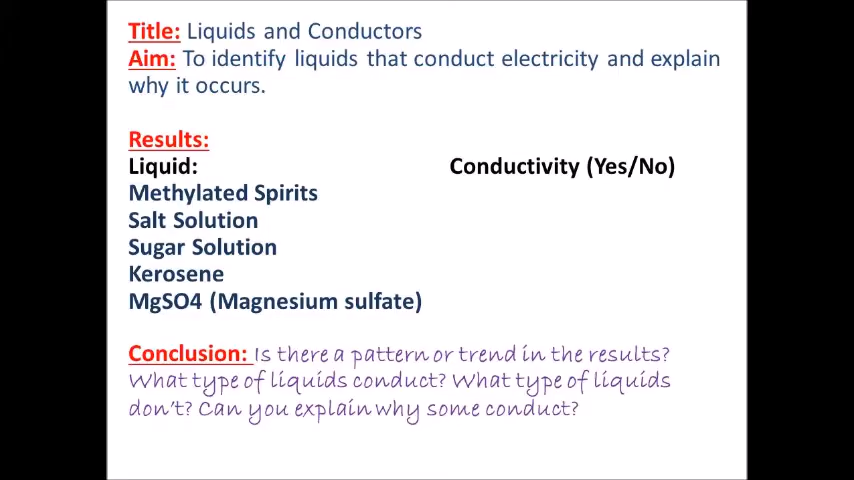 Title: Liquids and Conductors
Aim: To identify liquids that conduct electricity and explain
why it occurs.
Results:
Liquid: Conductivity (Yes/No)
Methylated Spirits
Salt Solution
Sugar Solution
Kerosene
MgSO4 (Magnesium sulfate)
Conclusion: Is there a pattern or trend in the results?
What type of liquids conduct? What type of liquids
don't? Can you explain why some conduct?